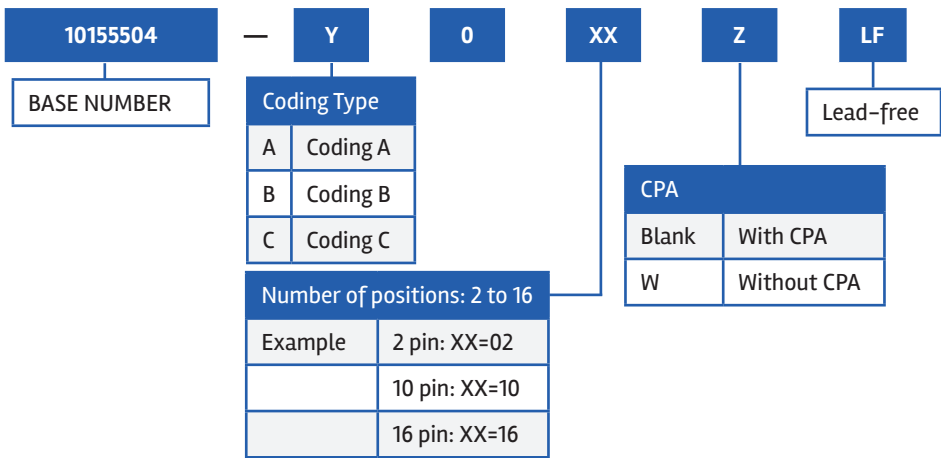 10155504 — Y 0 XX Z LF
BASE NUMBER
Coding Type
A Coding A
B Coding B
C Coding C
Number of positions: 2 to 16
Example 2 pin: XX=02
10 pin: XX=10
16 pin: XX=16
CPA
Blank With CPA
W Without CPA
Lead-free